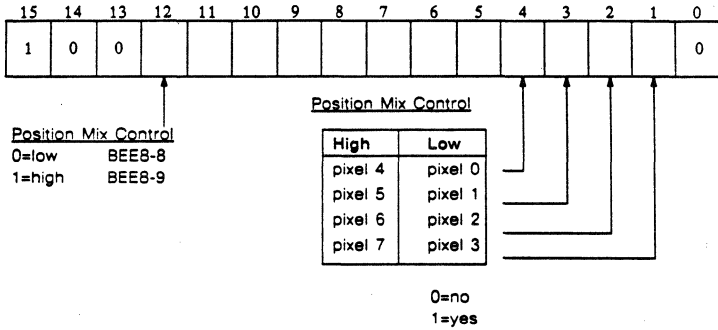 15 14 13 12 11 10 9 8 7 6 5 4 3 2 1 0
1 0 0 0
Position Mix Control
0=low BEE8-8
1=high BEE8-9
Position Mix Control
High Low
pixel 4 pixel 0
pixel 5 pixel 1
pixel 6 pixel 2
pixel 7 pixel 3
0=no
1=yes